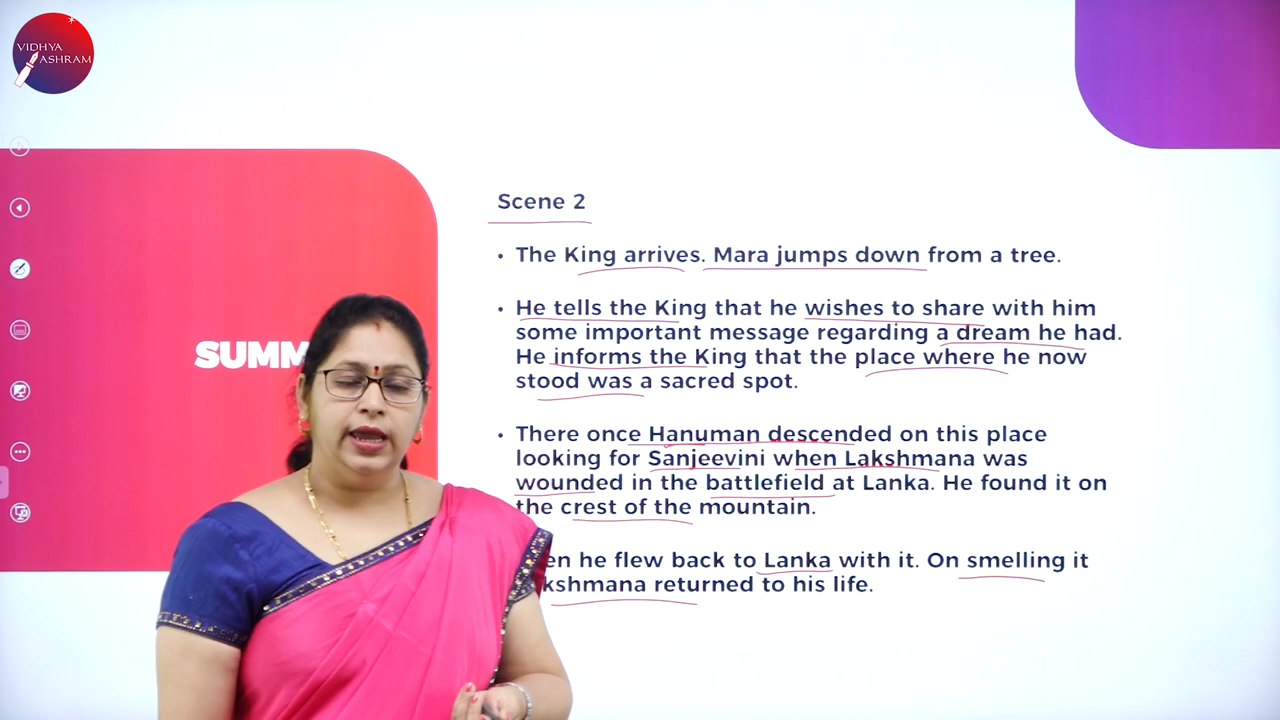 VIDHYA
ASHRAM
Scene 2
• The King arrives. Mara jumps down from a tree.
SUMM
• He tells the King that he wishes to share with him
some important message regarding a dream he had.
He informs the King that the place where he now
stood was a sacred spot.
• There once Hanuman descended on this place
looking for Sanjeevini when Lakshmana was
wounded in the battlefield at Lanka. He found it on
the crest of the mountain.
en he flew back to Lanka with it. On smelling it
kshmana returned to his life.